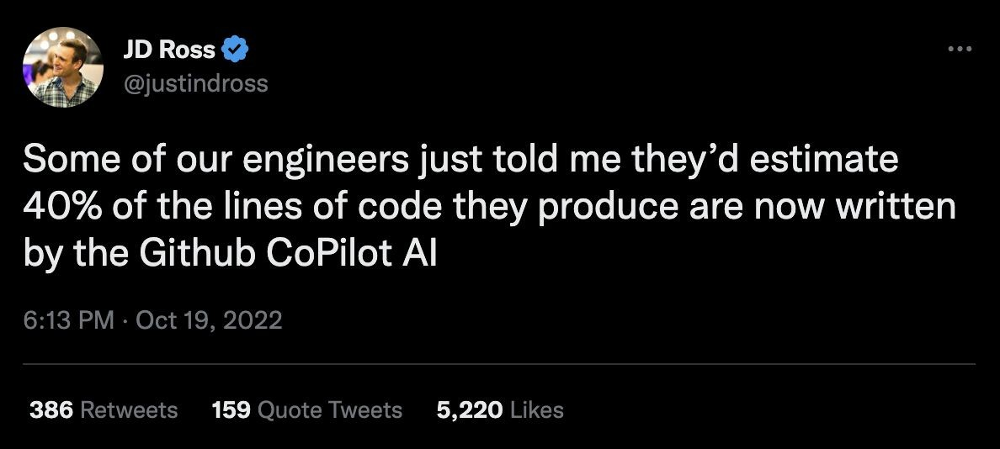 JD Ross
@justindross
Some of our engineers just told me they’d estimate
40% of the lines of code they produce are now written
by the Github CoPilot AI
6:13 PM · Oct 19, 2022
386 Retweets 159 Quote Tweets 5,220 Likes